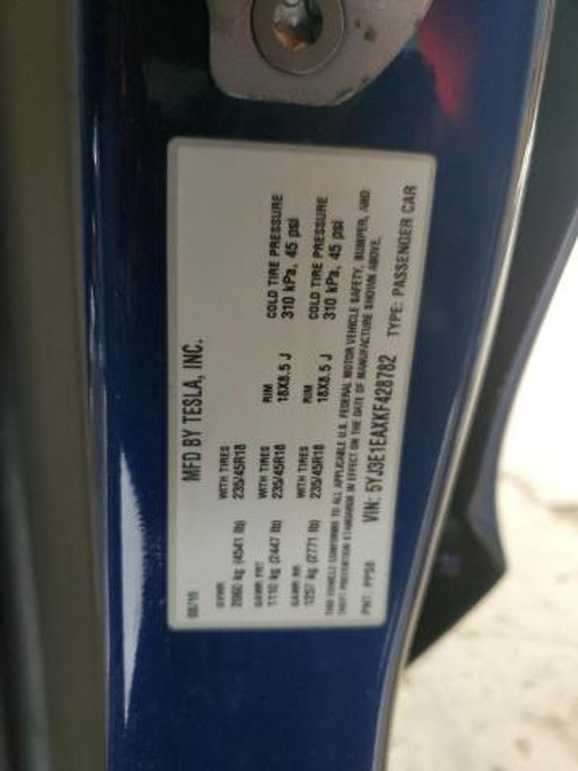 MFD BY TESLA, INC.
GVWR WITH TIRES
2060 kg (4541 lb) 235/45R18
GAWR FRT WITH TIRES RIM COLD TIRE PRESSURE
1110 kg (2447 lb) 235/45R18 18X8.5 J 310 kPa, 45 psi
GAWR RR WITH TIRES RIM COLD TIRE PRESSURE
1257 kg (2771 lb) 235/45R18 18X8.5 J 310 kPa, 45 psi
THIS VEHICLE CONFORMS TO ALL APPLICABLE U.S. FEDERAL MOTOR VEHICLE SAFETY, BUMPER, AND
THEFT PREVENTION STANDARDS IN EFFECT ON THE DATE OF MANUFACTURE SHOWN ABOVE.
VIN: 5YJ3E1EAXKF428782 TYPE: PASSENGER CAR
PNT: PPSB